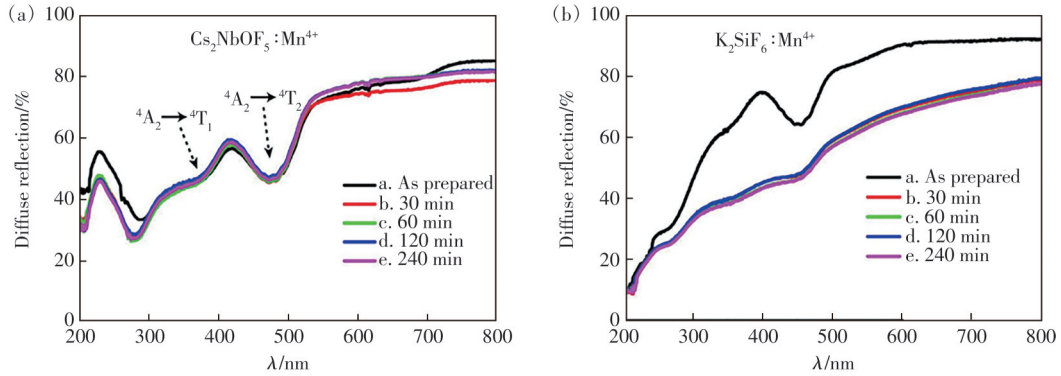 (a)
100
80
60
40
20
0
Diffuse reflection/%
Cs₂NbOF₅:Mn⁴⁺
⁴A₂→⁴T₁
⁴A₂→⁴T₂
a. As prepared
b. 30 min
c. 60 min
d. 120 min
e. 240 min
200 300 400 500 600 700 800
λ/nm
(b)
100
80
60
40
20
0
Diffuse reflection/%
K₂SiF₆:Mn⁴⁺
a. As prepared
b. 30 min
c. 60 min
d. 120 min
e. 240 min
200 300 400 500 600 700 800
λ/nm